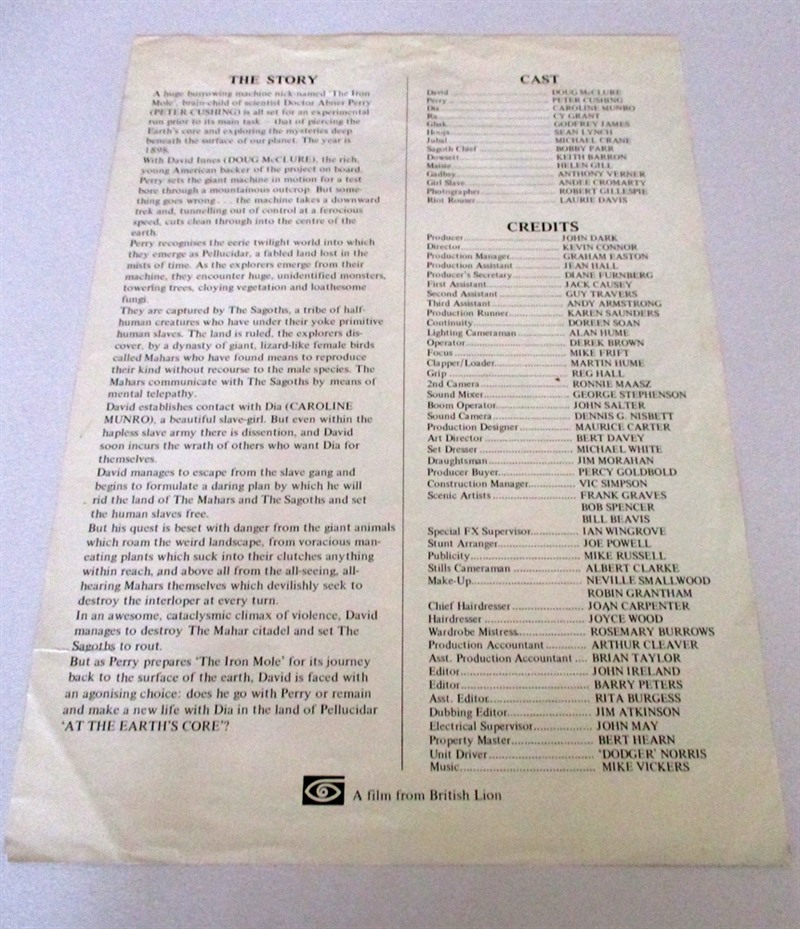 THE STORY
A huge burrowing machine nick-named 'The Iron
Mole', brain-child of scientist Doctor Abner Perry
(PETER CUSHING) is all set for an experimental
run prior to its main task – that of piercing the
Earth's core and exploring the mysteries deep
beneath the surface of our planet. The year is
1898.
With David Innes (DOUG McCLURE), the rich,
young American backer of the project on board,
Perry sets the giant machine in motion for a test
bore through a mountainous outcrop. But some-
thing goes wrong . . . the machine takes a downward
trek and, tunnelling out of control at a ferocious
speed, cuts clean through into the centre of the
earth.
Perry recognises the eerie twilight world into which
they emerge as Pellucidar, a fabled land lost in the
mists of time. As the explorers emerge from their
machine, they encounter huge, unidentified monsters,
towering trees, cloying vegetation and loathesome
fungi.
They are captured by The Sagoths, a tribe of half-
human creatures who have under their yoke primitive
human slaves. The land is ruled, the explorers dis-
cover, by a dynasty of giant, lizard-like female birds
called Mahars who have found means to reproduce
their kind without recourse to the male species. The
Mahars communicate with The Sagoths by means of
mental telepathy.
David establishes contact with Dia (CAROLINE
MUNRO), a beautiful slave-girl. But even within the
hapless slave army there is dissention, and David
soon incurs the wrath of others who want Dia for
themselves.
David manages to escape from the slave gang and
begins to formulate a daring plan by which he will
rid the land of The Mahars and The Sagoths and set
the human slaves free.
But his quest is beset with danger from the giant animals
which roam the weird landscape, from voracious man-
eating plants which suck into their clutches anything
within reach, and above all from the all-seeing, all-
hearing Mahars themselves which devilishly seek to
destroy the interloper at every turn.
In an awesome, cataclysmic climax of violence, David
manages to destroy The Mahar citadel and set The
Sagoths to rout.
But as Perry prepares 'The Iron Mole' for its journey
back to the surface of the earth, David is faced with
an agonising choice: does he go with Perry or remain
and make a new life with Dia in the land of Pellucidar
'AT THE EARTH'S CORE'?
CAST
David DOUG McCLURE
Perry PETER CUSHING
Dia CAROLINE MUNRO
Ra CY GRANT
Ghak GODFREY JAMES
Hooja SEAN LYNCH
Jubal MICHAEL CRANE
Sagoth Chief BOBBY PARR
Dowsett KEITH BARRON
Maisie HELEN GILL
Gadboy ANTHONY VERNER
Girl Slave ANDEE CROMARTY
Photographer ROBERT GILLESPIE
Riot Rouser LAURIE DAVIS
CREDITS
Producer JOHN DARK
Director KEVIN CONNOR
Production Manager GRAHAM EASTON
Production Assistant JEAN HALL
Producer's Secretary DIANE FURNBERG
First Assistant JACK CAUSEY
Second Assistant GUY TRAVERS
Third Assistant ANDY ARMSTRONG
Production Runner KAREN SAUNDERS
Continuity DOREEN SOAN
Lighting Cameraman ALAN HUME
Operator DEREK BROWN
Focus MIKE FRIFT
Clapper/Loader MARTIN HUME
Grip REG HALL
2nd Camera RONNIE MAASZ
Sound Mixer GEORGE STEPHENSON
Boom Operator JOHN SALTER
Sound Camera DENNIS G. NISBETT
Production Designer MAURICE CARTER
Art Director BERT DAVEY
Set Dresser MICHAEL WHITE
Draughtsman JIM MORAHAN
Producer Buyer PERCY GOLDBOLD
Construction Manager VIC SIMPSON
Scenic Artists FRANK GRAVES
BOB SPENCER
BILL BEAVIS
Special FX Supervisor IAN WINGROVE
Stunt Arranger JOE POWELL
Publicity MIKE RUSSELL
Stills Cameraman ALBERT CLARKE
Make-Up NEVILLE SMALLWOOD
ROBIN GRANTHAM
Chief Hairdresser JOAN CARPENTER
Hairdresser JOYCE WOOD
Wardrobe Mistress ROSEMARY BURROWS
Production Accountant ARTHUR CLEAVER
Asst. Production Accountant BRIAN TAYLOR
Editor JOHN IRELAND
Editor BARRY PETERS
Asst. Editor RITA BURGESS
Dubbing Editor JIM ATKINSON
Electrical Supervisor JOHN MAY
Property Master BERT HEARN
Unit Driver 'DODGER' NORRIS
Music MIKE VICKERS
A film from British Lion